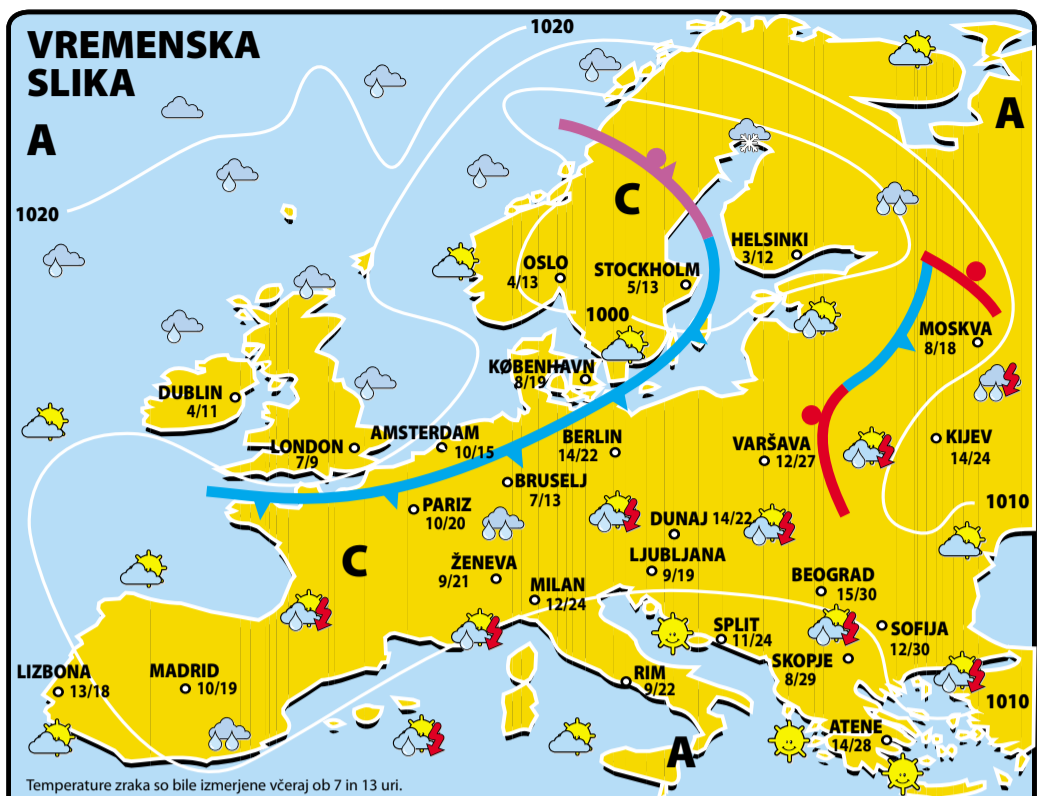 VREMENSKA
SLIKA
1020
A
A
1020
C
HELSINKI
3/12
OSLO
4/13
STOCKHOLM
5/13
1000
MOSKVA
8/18
KØBENHAVN
8/19
DUBLIN
4/11
LONDON
7/9
AMSTERDAM
10/15
BERLIN
14/22
VARŠAVA
12/27
KIJEV
14/24
BRUSELJ
7/13
PARIZ
10/20
1010
DUNAJ 14/22
C
ŽENEVA
9/21
LJUBLJANA
9/19
MILAN
12/24
BEOGRAD
15/30
SPLIT
11/24
SOFIJA
12/30
SKOPJE
8/29
LIZBONA
13/18
MADRID
10/19
RIM
9/22
1010
ATENE
14/28
A
Temperature zraka so bile izmerjene včeraj ob 7 in 13 uri.